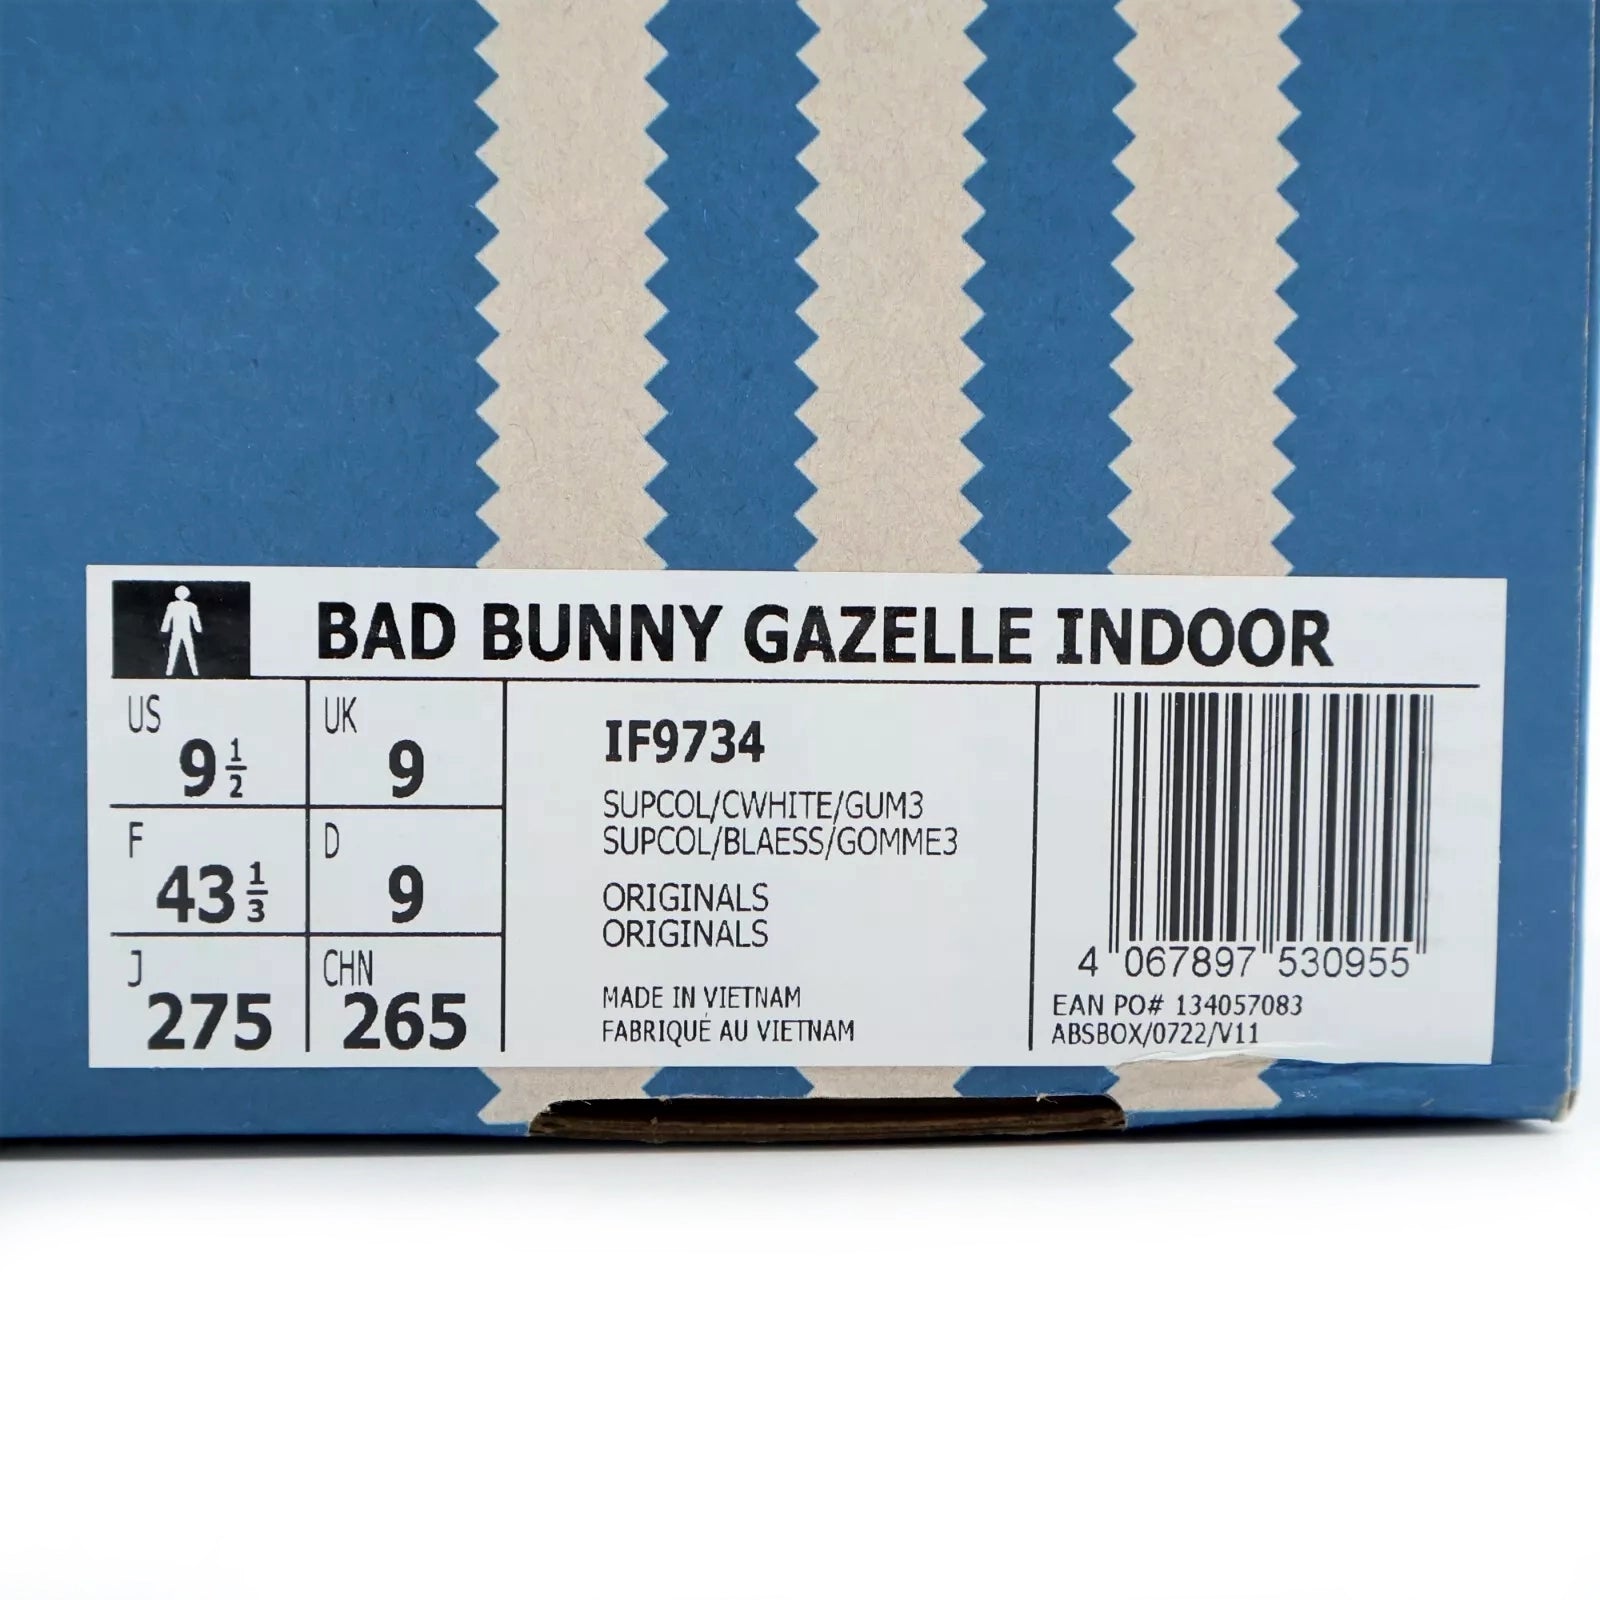 BAD BUNNY GAZELLE INDOOR
US
9 1/2
UK
9
F
43 1/3
D
9
J
275
CHN
265
IF9734
SUPCOL/CWHITE/GUM3
SUPCOL/BLAESS/GOMME3
ORIGINALS
ORIGINALS
MADE IN VIETNAM
FABRIQUÉ AU VIETNAM
4 067897 530955
EAN PO# 134057083
ABSBOX/0722/V11